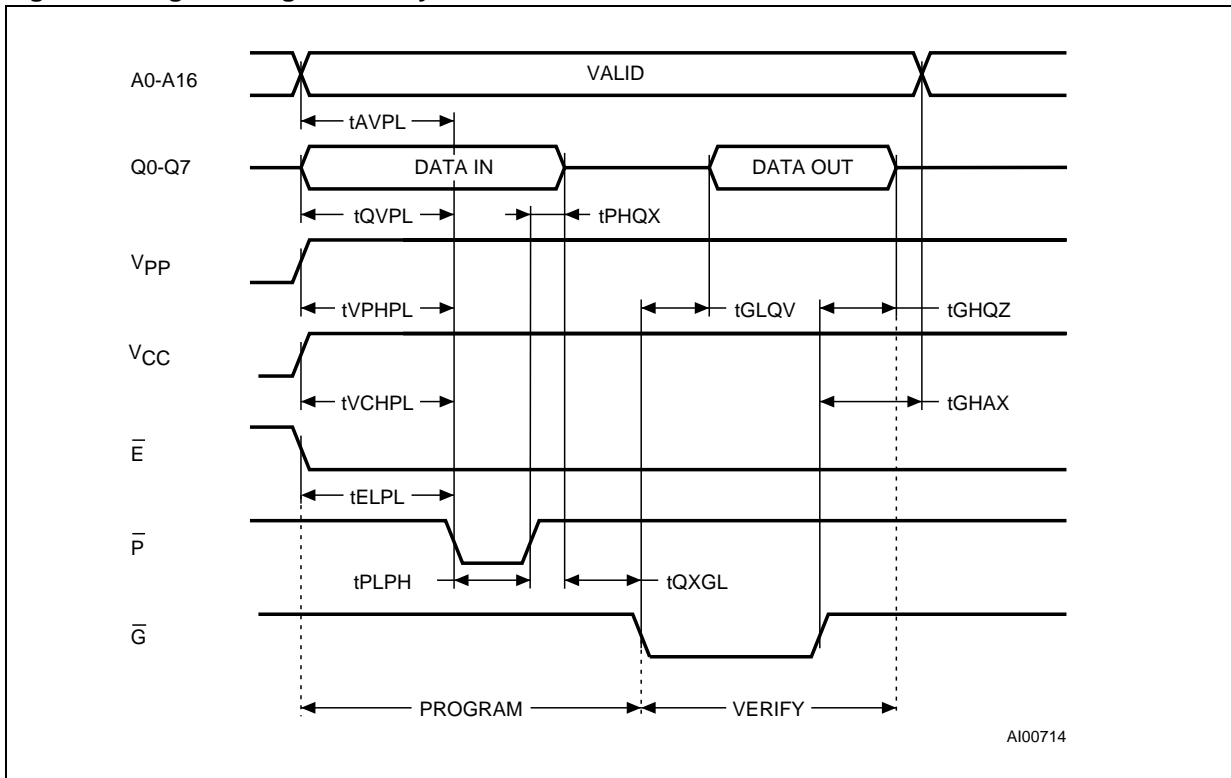 A0-A16
VALID
tAVPL
Q0-Q7
DATA IN
DATA OUT
tQVPL
tPHQX
VPP
tVPHPL
tGLQV
tGHQZ
VCC
tVCHPL
tGHAX
E̅
tELPL
P̅
tPLPH
tQXGL
G̅
PROGRAM
VERIFY
AI00714